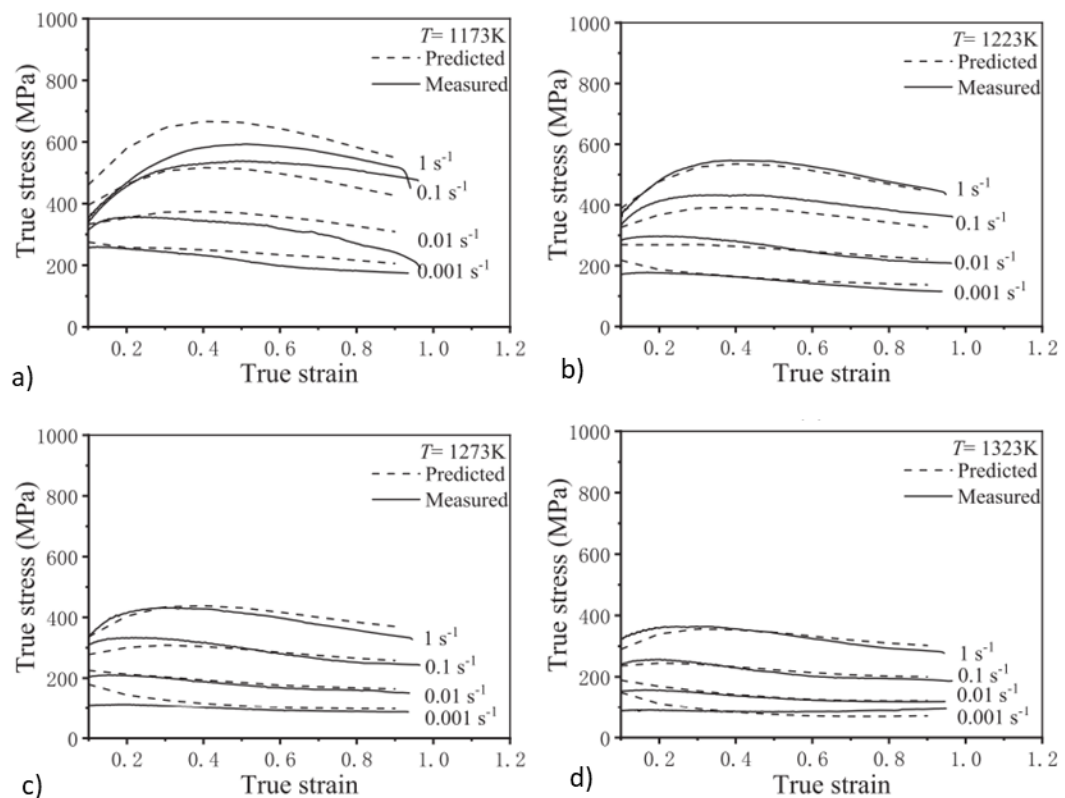 1000
800
600
400
200
0
True stress (MPa)
T= 1173K
Predicted
Measured
1 s-1
0.1 s-1
0.01 s-1
0.001 s-1
0.2 0.4 0.6 0.8 1.0 1.2
True strain
a)
1000
800
600
400
200
0
True stress (MPa)
T= 1223K
Predicted
Measured
1 s-1
0.1 s-1
0.01 s-1
0.001 s-1
0.2 0.4 0.6 0.8 1.0 1.2
True strain
b)
1000
800
600
400
200
0
True stress (MPa)
T= 1273K
Predicted
Measured
1 s-1
0.1 s-1
0.01 s-1
0.001 s-1
0.2 0.4 0.6 0.8 1.0 1.2
True strain
c)
1000
800
600
400
200
0
True stress (MPa)
T= 1323K
Predicted
Measured
1 s-1
0.1 s-1
0.01 s-1
0.001 s-1
0.2 0.4 0.6 0.8 1.0 1.2
True strain
d)